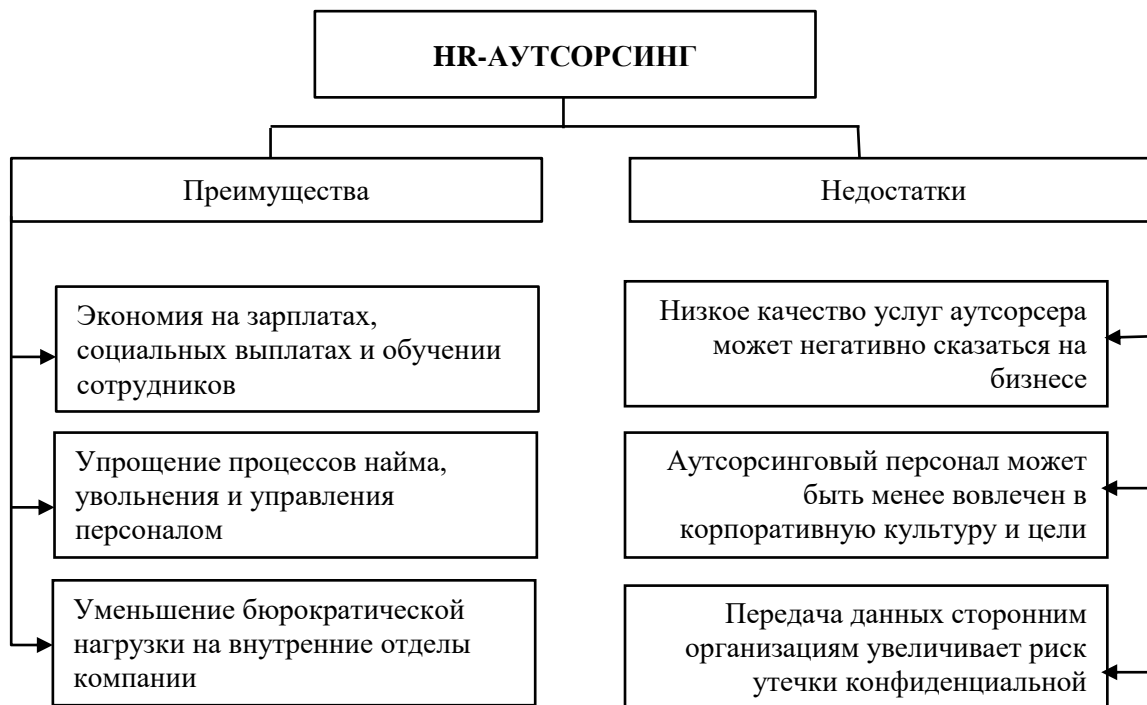 HR-АУТСОРСИНГ
Преимущества
Недостатки
Экономия на зарплатах,
социальных выплатах и обучении
сотрудников
Упрощение процессов найма,
увольнения и управления
персоналом
Уменьшение бюрократической
нагрузки на внутренние отделы
компании
Низкое качество услуг аутсорсера
может негативно сказаться на
бизнесе
Аутсорсинговый персонал может
быть менее вовлечен в
корпоративную культуру и цели
Передача данных сторонним
организациям увеличивает риск
утечки конфиденциальной